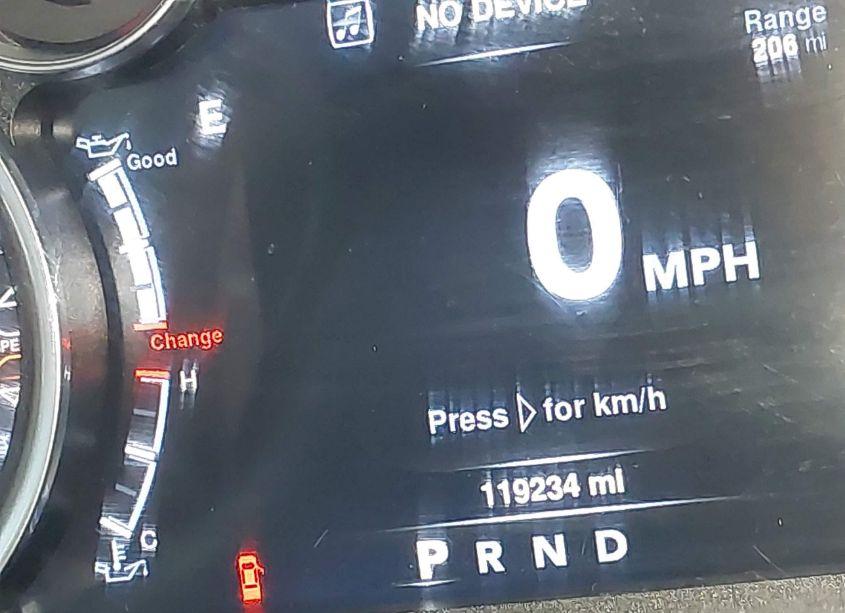 NO DEVICE
Range
206 mi
E
Good
0 MPH
Change
H
Press ▷ for km/h
119234 mi
C
P R N D